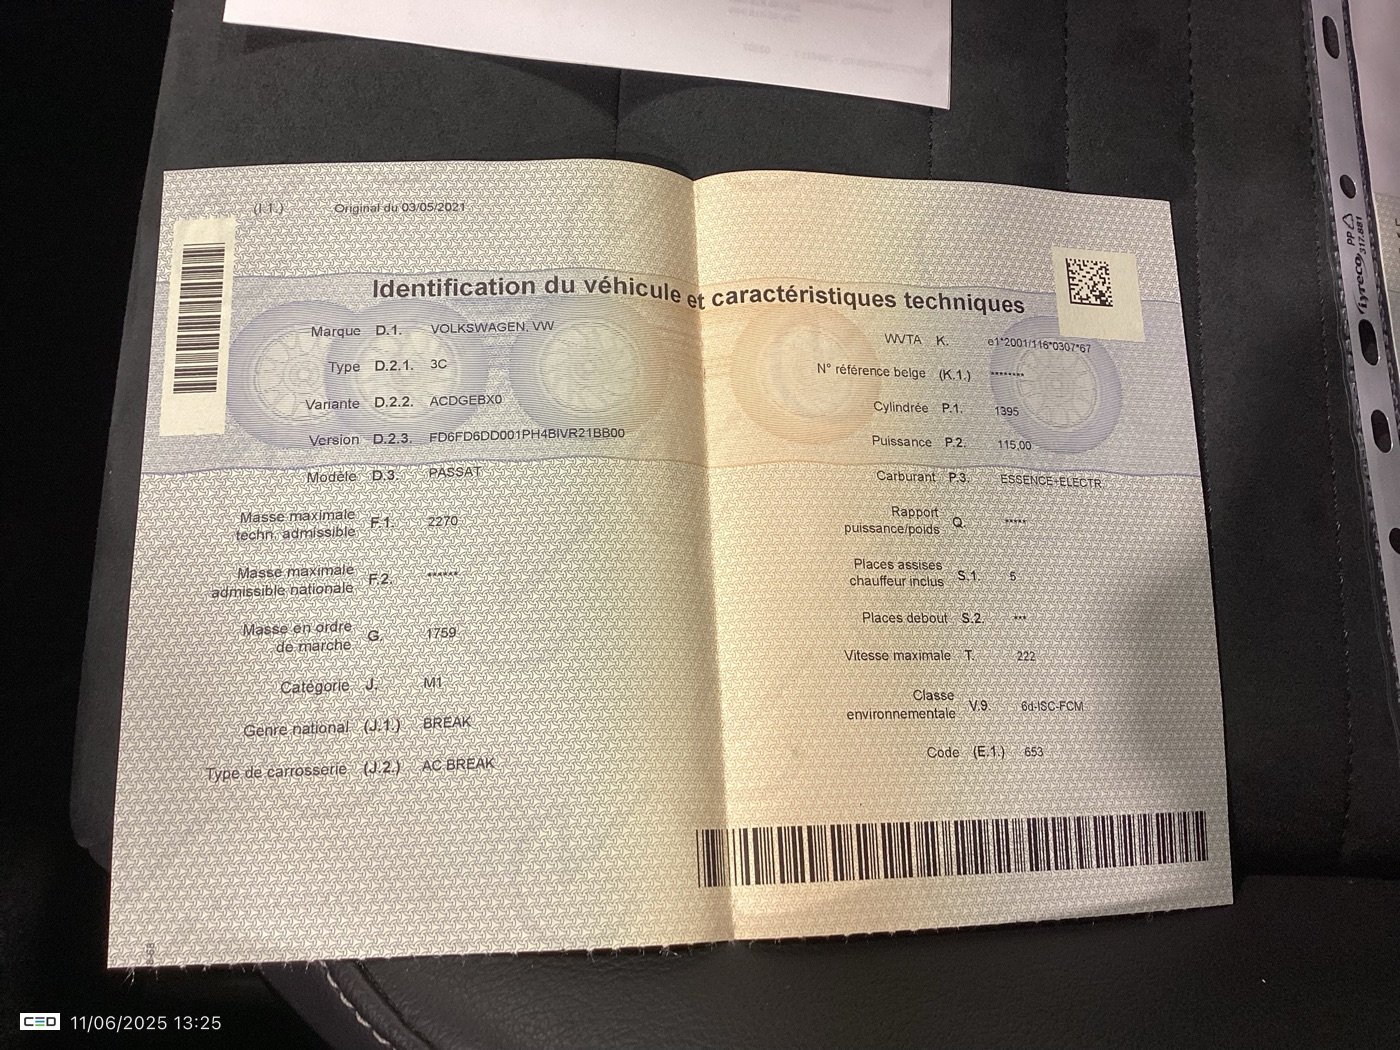 (I.1.) Original du 03/05/2021
Identification du véhicule et caractéristiques techniques
Marque D.1. VOLKSWAGEN, VW
Type D.2.1. 3C
Variante D.2.2. ACDGEBX0
Version D.2.3. FD6FD6DD001PH4BIVR21BB00
Modèle D.3. PASSAT
Masse maximale
techn. admissible F.1. 2270
Masse maximale
admissible nationale F.2. ******
Masse en ordre
de marche G. 1759
Catégorie J. M1
Genre national (J.1.) BREAK
Type de carrosserie (J.2.) AC BREAK
WVTA K. e1*2001/116*0307*67
N° référence belge (K.1.) ********
Cylindrée P.1. 1395
Puissance P.2. 115,00
Carburant P.3. ESSENCE+ELECTR.
Rapport
puissance/poids Q. *****
Places assises
chauffeur inclus S.1. 5
Places debout S.2. ***
Vitesse maximale T. 222
Classe
environnementale V.9. 6d-ISC-FCM
Code (E.1.) 653
lyreco PP
317.881
CED 11/06/2025 13:25